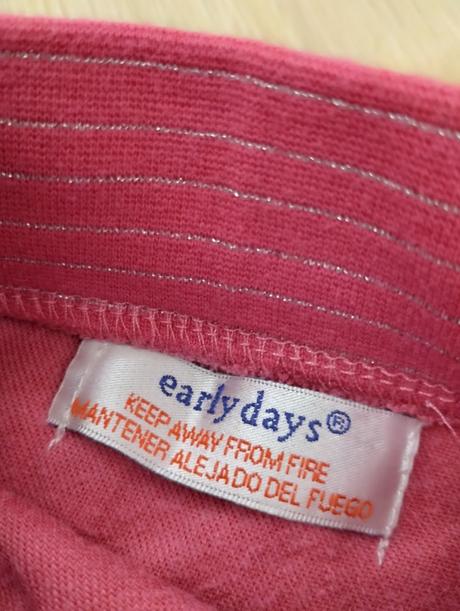 early days®
KEEP AWAY FROM FIRE
MANTENER ALEJADO DEL FUEGO